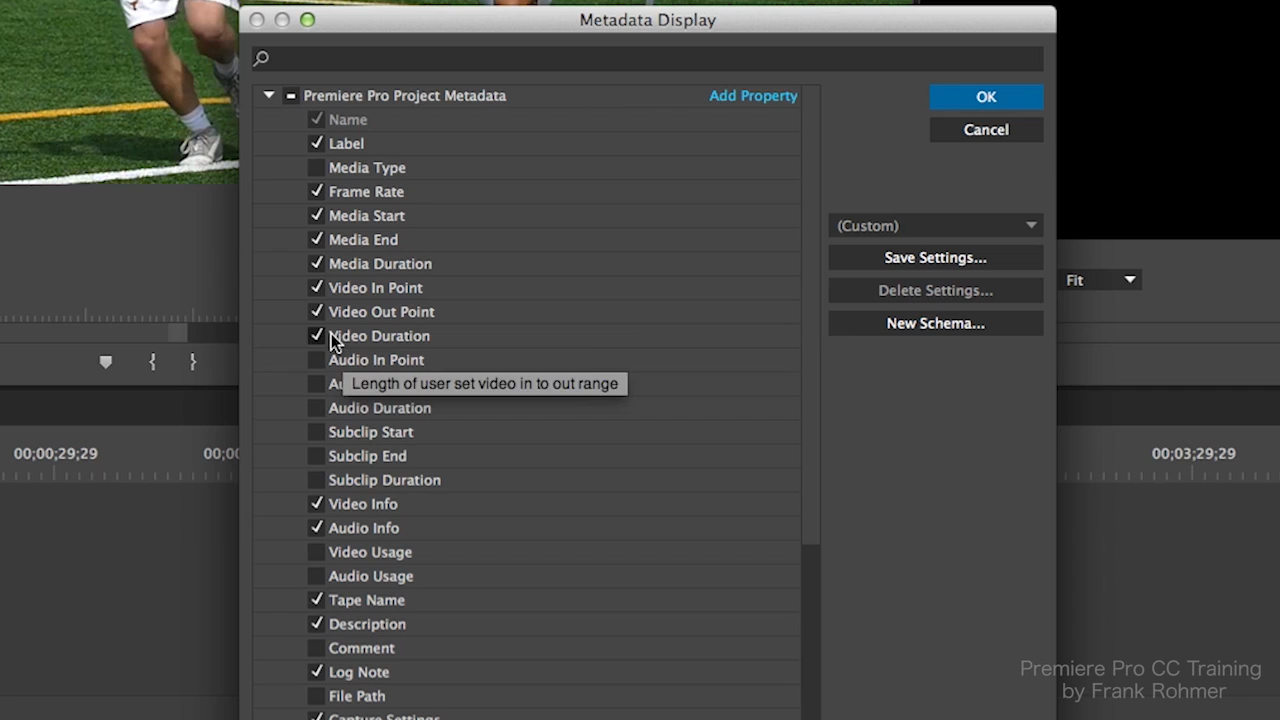 Metadata Display
Premiere Pro Project Metadata
Add Property
OK
Name
Cancel
Label
Media Type
Frame Rate
Media Start
(Custom)
Media End
Save Settings...
Media Duration
Fit
Video In Point
Delete Settings...
Video Out Point
New Schema...
Video Duration
Audio In Point
Length of user set video in to out range
Audio Duration
Subclip Start
00;00;29;29
00;00
00;03;29;29
Subclip End
Subclip Duration
Video Info
Audio Info
Video Usage
Audio Usage
Tape Name
Description
Comment
Log Note
File Path
Capture Settings
Premiere Pro CC Training
by Frank Rohmer